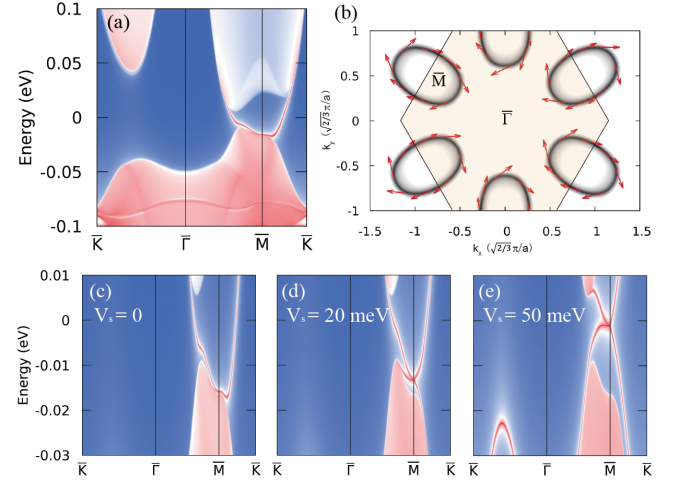 (a)
0.1
0.05
0
-0.05
-0.1
Energy (eV)
K̅ Γ̅ M̅ K̅
(b)
1
0.5
0
-0.5
-1
k_y (√2/3π/a)
M̅
Γ̅
-1.5 -1 -0.5 0 0.5 1 1.5
k_x (√2/3π/a)
0.01
0
-0.01
-0.02
-0.03
Energy (eV)
(c)
V_s = 0
K̅ Γ̅ M̅ K̅
(d)
V_s = 20 meV
K̅ Γ̅ M̅ K̅
(e)
V_s = 50 meV
K̅ Γ̅ M̅ K̅